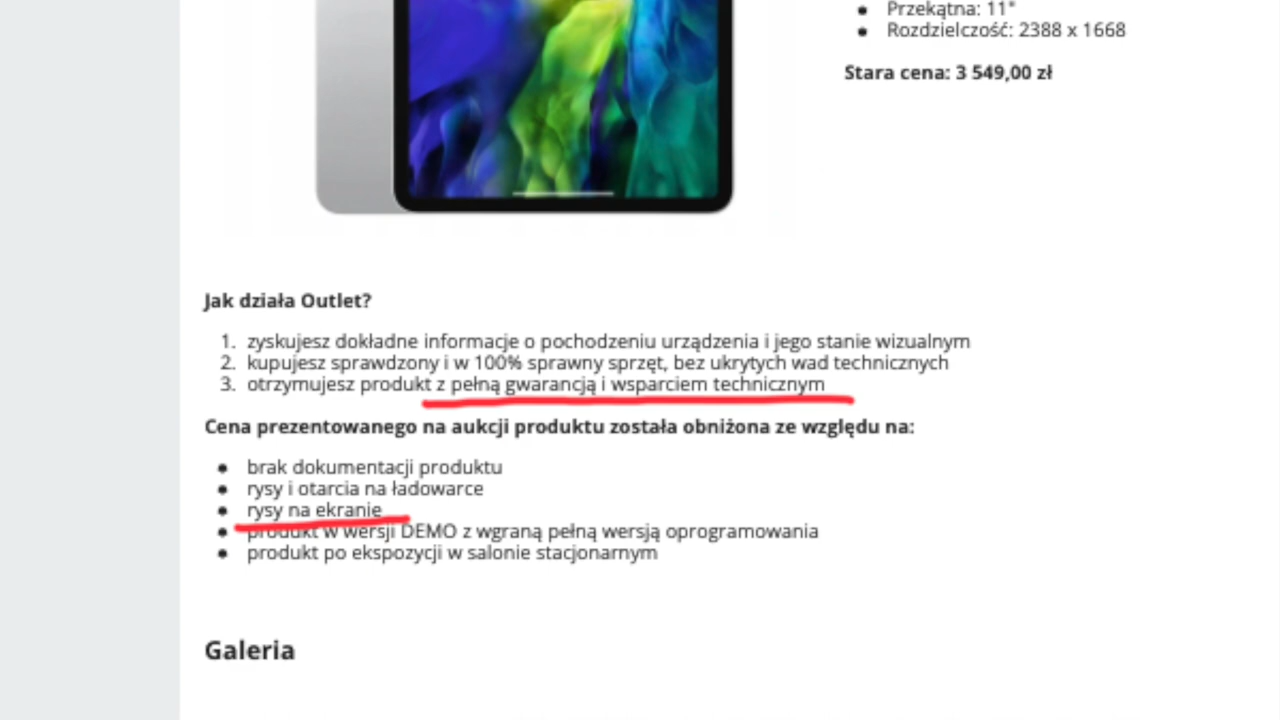 Przekątna: 11"
Rozdzielczość: 2388 x 1668
Stara cena: 3 549,00 zł
Jak działa Outlet?
1. zyskujesz dokładne informacje o pochodzeniu urządzenia i jego stanie wizualnym
2. kupujesz sprawdzony i w 100% sprawny sprzęt, bez ukrytych wad technicznych
3. otrzymujesz produkt z pełną gwarancją i wsparciem technicznym
Cena prezentowanego na aukcji produktu została obniżona ze względu na:
brak dokumentacji produktu
rysy i otarcia na ładowarce
rysy na ekranie
produkt w wersji DEMO z wgraną pełną wersją oprogramowania
produkt po ekspozycji w salonie stacjonarnym
Galeria